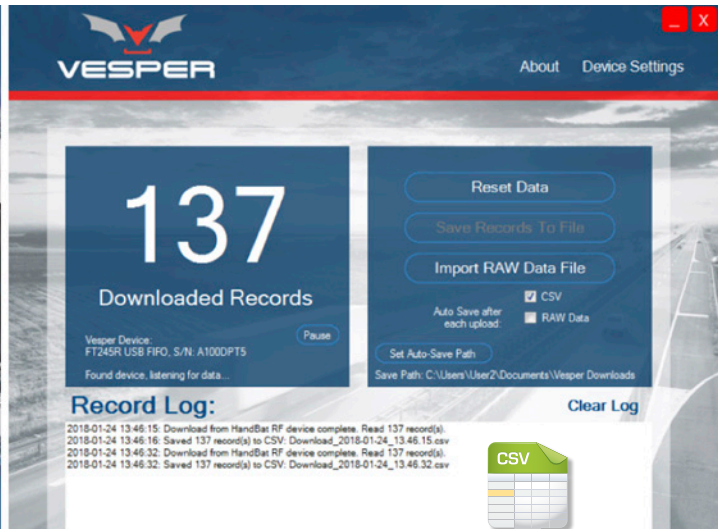 _ X
VESPER
About Device Settings
137
Downloaded Records
Vesper Device:
FT245R USB FIFO, S/N: A100DPT5
Pause
Found device, listening for data...
Reset Data
Save Records To File
Import RAW Data File
Auto Save after
each upload:
CSV
RAW Data
Set Auto-Save Path
Save Path: C:\Users\User2\Documents\Vesper Downloads
Record Log:
Clear Log
2018-01-24 13:46:15: Download from HandBat RF device complete. Read 137 record(s).
2018-01-24 13:46:16: Saved 137 record(s) to CSV: Download_2018-01-24_13.46.15.csv
2018-01-24 13:46:32: Download from HandBat RF device complete. Read 137 record(s).
2018-01-24 13:46:32: Saved 137 record(s) to CSV: Download_2018-01-24_13.46.32.csv
CSV